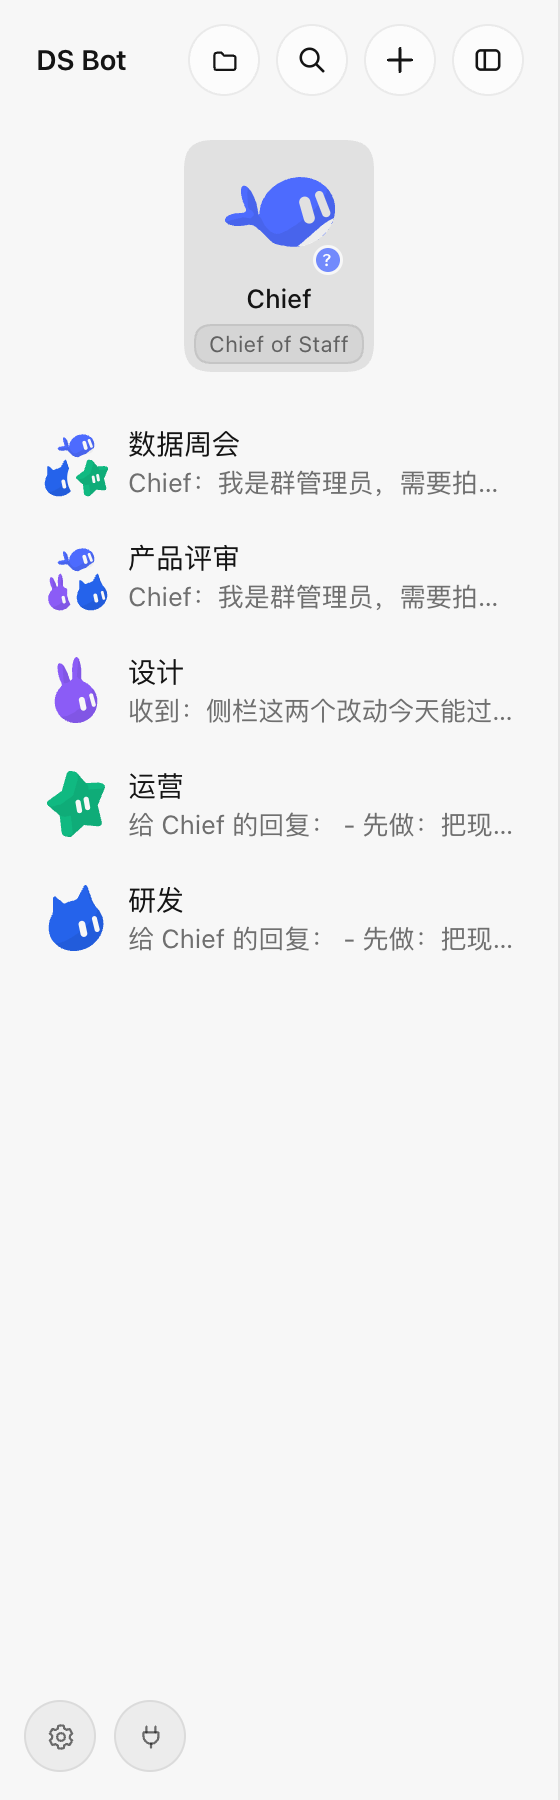 DS Bot
?
Chief
Chief of Staff
数据周会
Chief：我是群管理员，需要拍...
产品评审
Chief：我是群管理员，需要拍...
设计
收到：侧栏这两个改动今天能过...
运营
给 Chief 的回复： - 先做：把现...
研发
给 Chief 的回复： - 先做：把现...